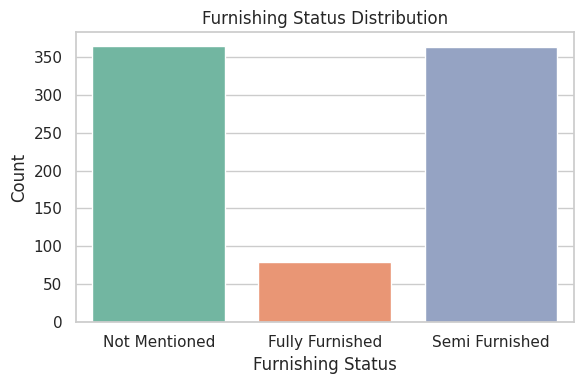 Furnishing Status Distribution
350
300
250
200
150
100
50
0
Count
Not Mentioned
Fully Furnished
Semi Furnished
Furnishing Status